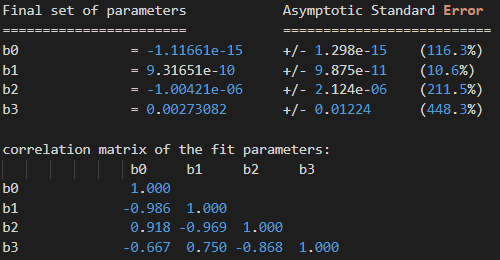 Final set of parameters Asymptotic Standard Error
======================= ==========================
b0 = -1.11661e-15 +/- 1.298e-15 (116.3%)
b1 = 9.31651e-10 +/- 9.875e-11 (10.6%)
b2 = -1.00421e-06 +/- 2.124e-06 (211.5%)
b3 = 0.00273082 +/- 0.01224 (448.3%)
correlation matrix of the fit parameters:
b0 b1 b2 b3
b0 1.000
b1 -0.986 1.000
b2 0.918 -0.969 1.000
b3 -0.667 0.750 -0.868 1.000